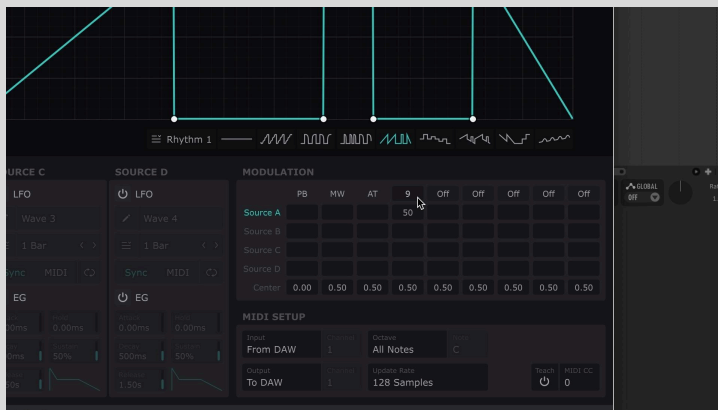 Rhythm 1
SOURCE D
MODULATION
LFO
LFO
PB MW AT 9 Off Off Off Off Off
Wave 3
Wave 4
Source A 50
Source B
1 Bar
1 Bar
Source C
Sync MIDI
Sync MIDI
Source D
EG
EG
Center 0.00 0.50 0.50 0.50 0.50 0.50 0.50 0.50 0.50
0.00ms
0.00ms
50%
500ms
50%
1.50s
MIDI SETUP
Input
From DAW
1
Octave
All Notes
C
Output
To DAW
1
Update Rate
128 Samples
Teach
MIDI CC
0
GLOBAL
OFF